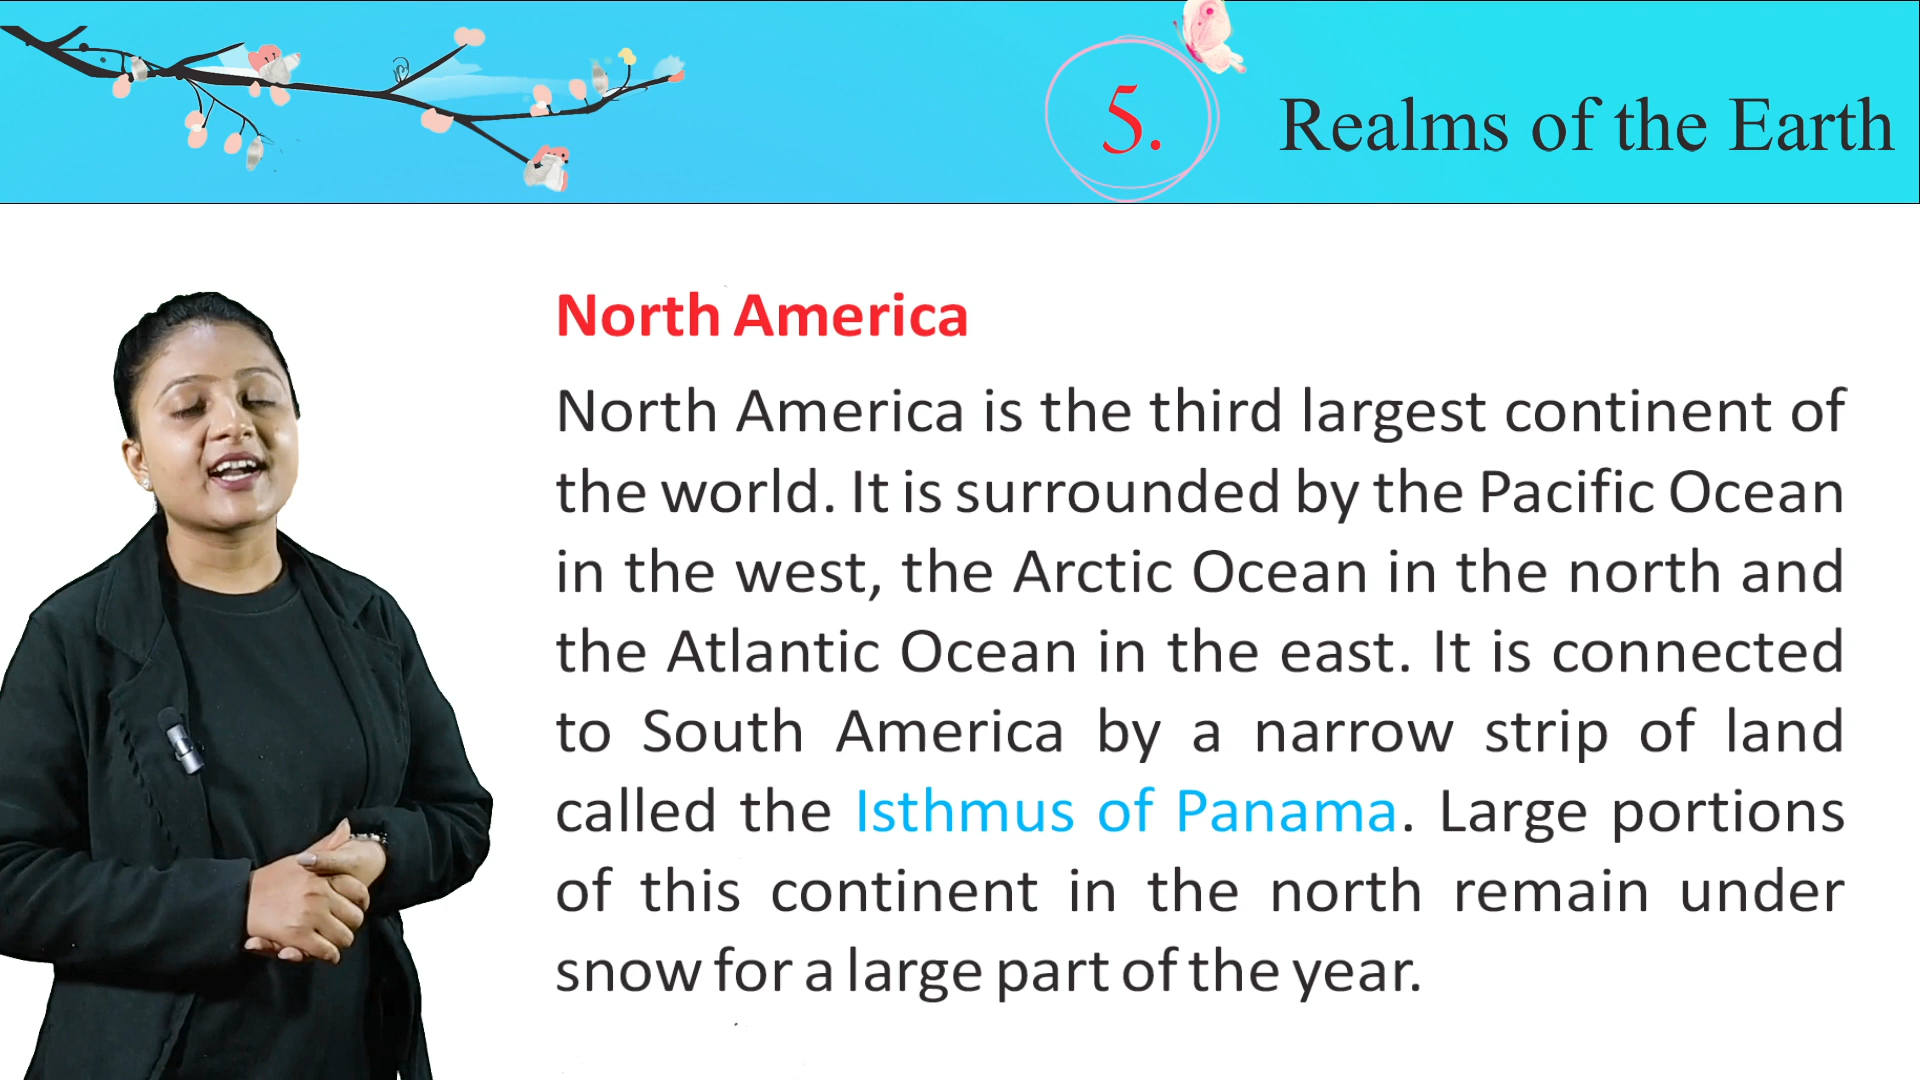 5. Realms of the Earth
North America
North America is the third largest continent of
the world. It is surrounded by the Pacific Ocean
in the west, the Arctic Ocean in the north and
the Atlantic Ocean in the east. It is connected
to South America by a narrow strip of land
called the Isthmus of Panama. Large portions
of this continent in the north remain under
snow for a large part of the year.